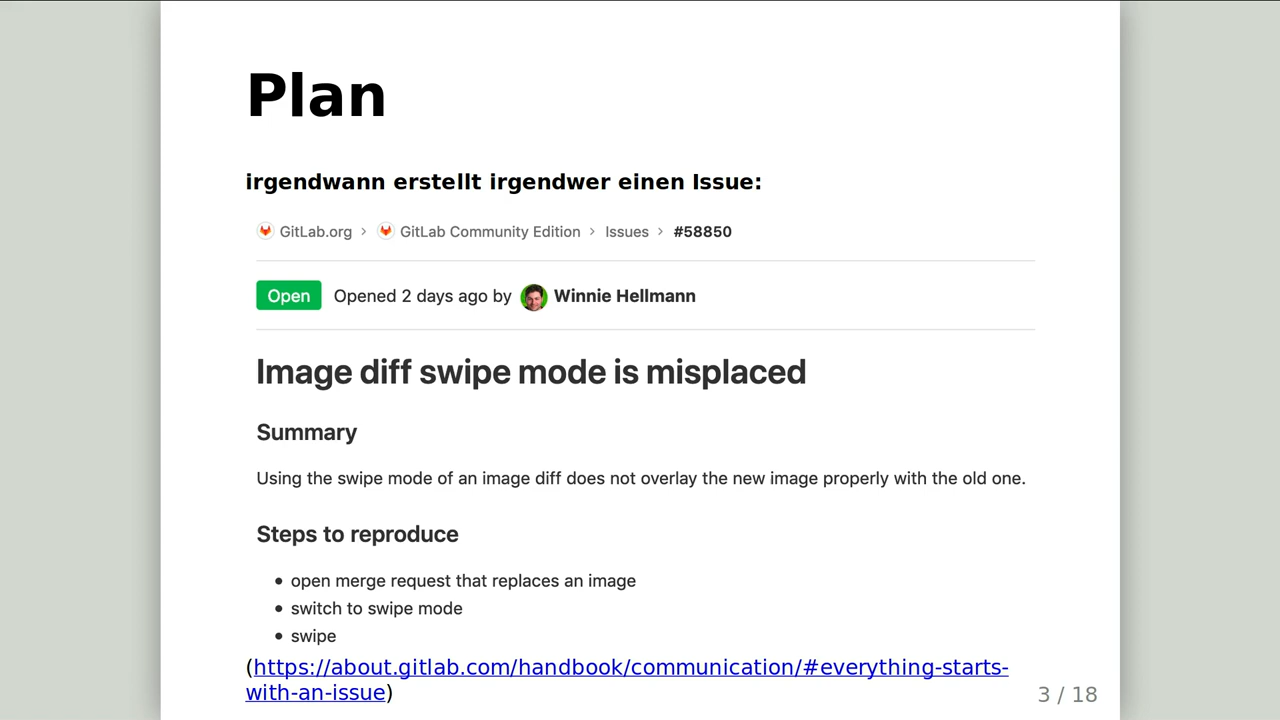 Plan
irgendwann erstellt irgendwer einen Issue:
GitLab.org > GitLab Community Edition > Issues > #58850
Open Opened 2 days ago by Winnie Hellmann
Image diff swipe mode is misplaced
Summary
Using the swipe mode of an image diff does not overlay the new image properly with the old one.
Steps to reproduce
• open merge request that replaces an image
• switch to swipe mode
• swipe
(https://about.gitlab.com/handbook/communication/#everything-starts-
with-an-issue)
3 / 18